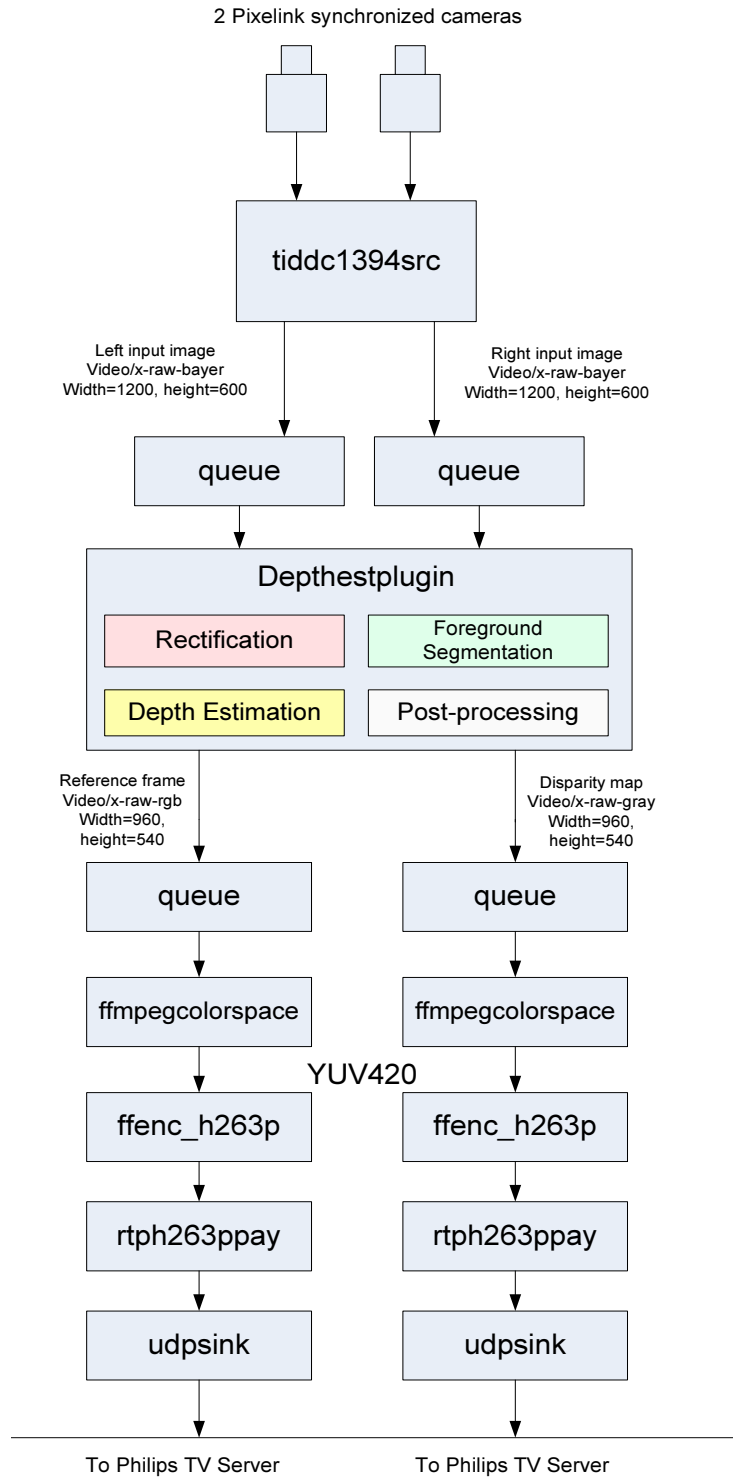 2 Pixelink synchronized cameras
tiddc1394src
Left input image
Video/x-raw-bayer
Width=1200, height=600
Right input image
Video/x-raw-bayer
Width=1200, height=600
queue
queue
Depthestplugin
Rectification
Foreground
Segmentation
Depth Estimation
Post-processing
Reference frame
Video/x-raw-rgb
Width=960,
height=540
Disparity map
Video/x-raw-gray
Width=960,
height=540
queue
queue
ffmpegcolorspace
ffmpegcolorspace
YUV420
ffenc_h263p
ffenc_h263p
rtph263ppay
rtph263ppay
udpsink
udpsink
To Philips TV Server
To Philips TV Server